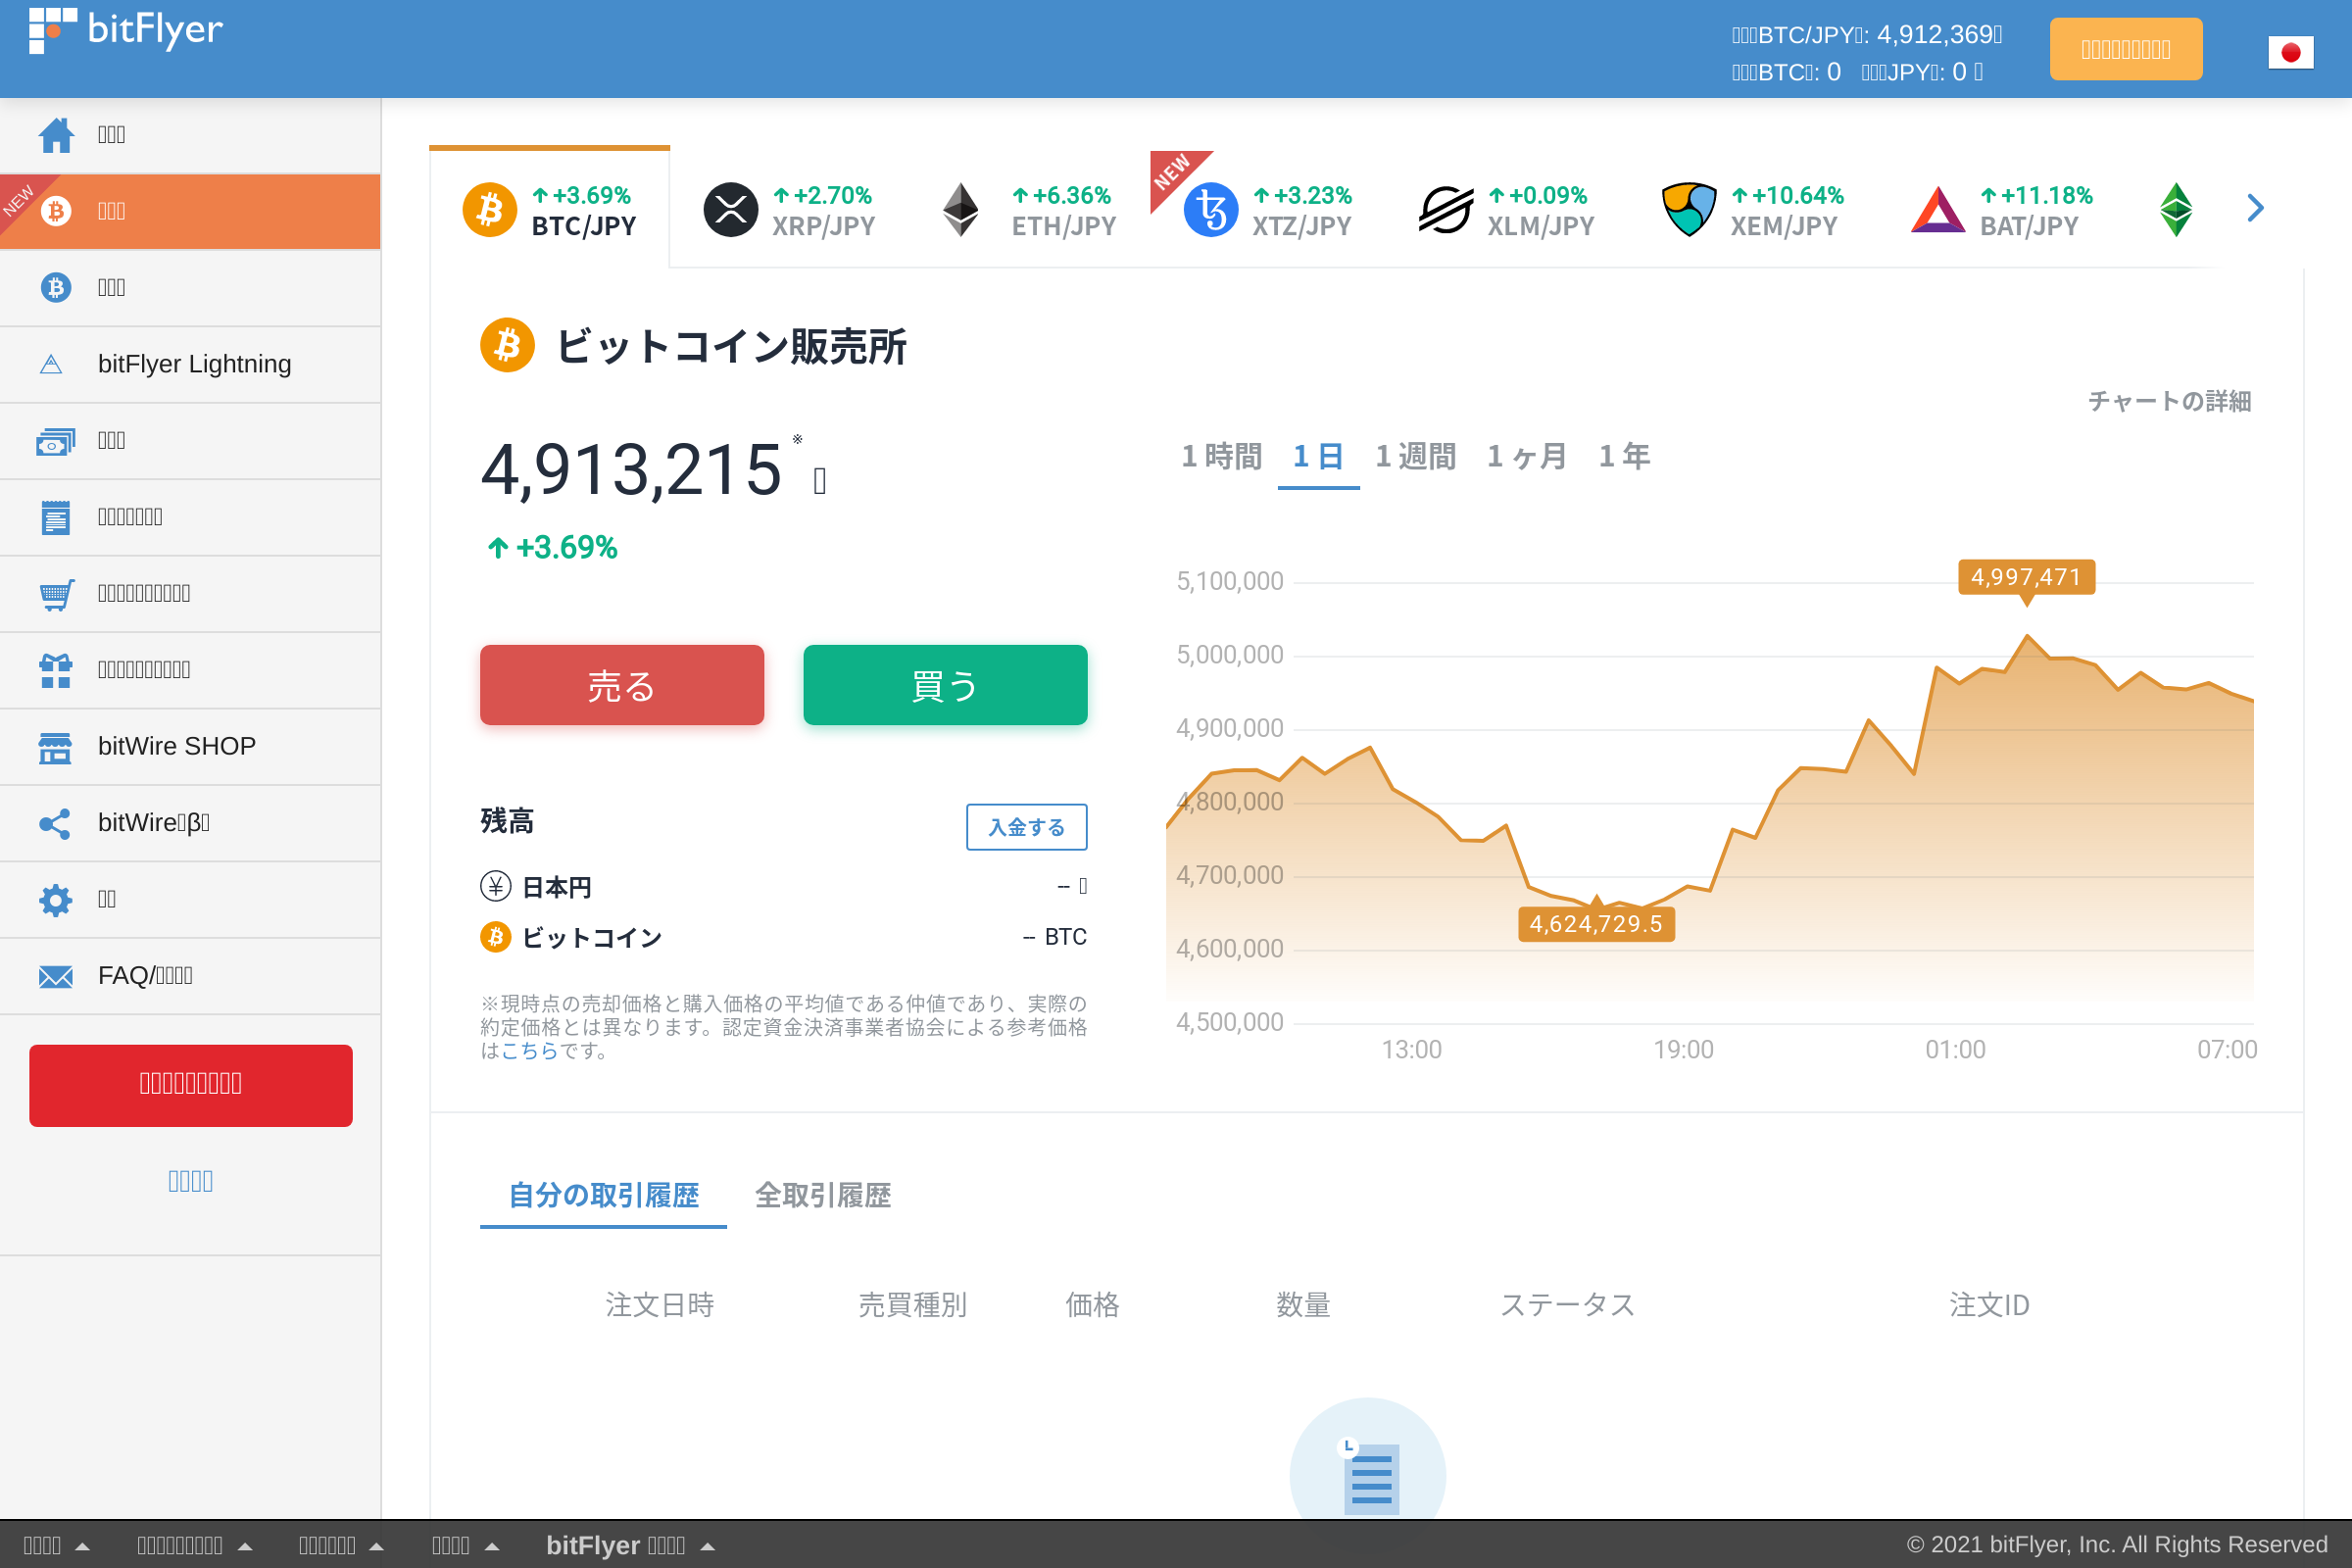 bitFlyer
BTC/JPY: 4,912,369
BTC: 0 JPY: 0
NEW
bitFlyer Lightning
bitWire SHOP
bitWire β
FAQ/
+3.69%
BTC/JPY
+2.70%
XRP/JPY
+6.36%
ETH/JPY
NEW
+3.23%
XTZ/JPY
+0.09%
XLM/JPY
+10.64%
XEM/JPY
+11.18%
BAT/JPY
ビットコイン販売所
チャートの詳細
4,913,215 ※
+3.69%
1 時間 1 日 1 週間 1 ヶ月 1 年
売る 買う
残高 入金する
日本円 --
ビットコイン -- BTC
※現時点の売却価格と購入価格の平均値である仲値であり、実際の
約定価格とは異なります。認定資金決済事業者協会による参考価格
はこちらです。
5,100,000
5,000,000
4,900,000
4,800,000
4,700,000
4,600,000
4,500,000
4,997,471
4,624,729.5
13:00 19:00 01:00 07:00
自分の取引履歴 全取引履歴
注文日時 売買種別 価格 数量 ステータス 注文ID
bitFlyer
© 2021 bitFlyer, Inc. All Rights Reserved